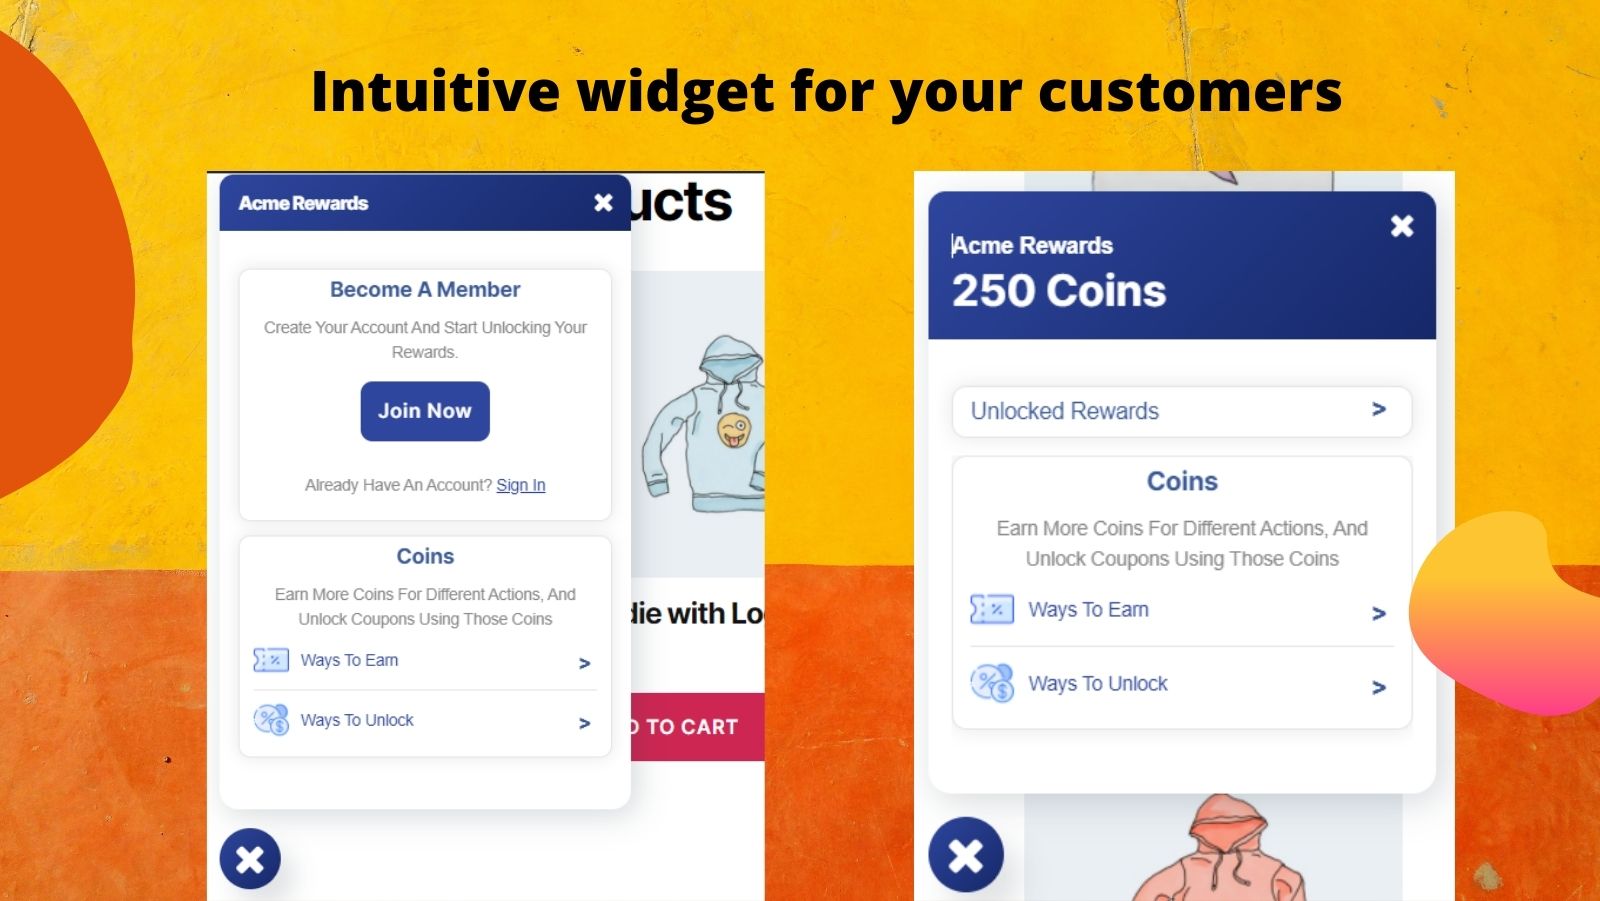 Intuitive widget for your customers
Acme Rewards
ucts
Become A Member
Create Your Account And Start Unlocking Your
Rewards.
Join Now
Already Have An Account? Sign In
Coins
Earn More Coins For Different Actions, And
Unlock Coupons Using Those Coins
Ways To Earn >
Ways To Unlock >
die with Lo
D TO CART
Acme Rewards
250 Coins
Unlocked Rewards >
Coins
Earn More Coins For Different Actions, And
Unlock Coupons Using Those Coins
Ways To Earn >
Ways To Unlock >